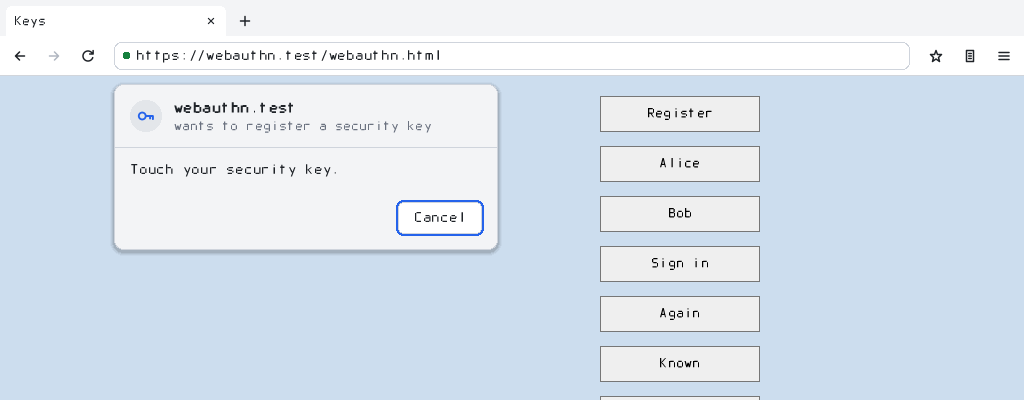 Keys
https://webauthn.test/webauthn.html
webauthn.test
wants to register a security key
Touch your security key.
Cancel
Register
Alice
Bob
Sign in
Again
Known